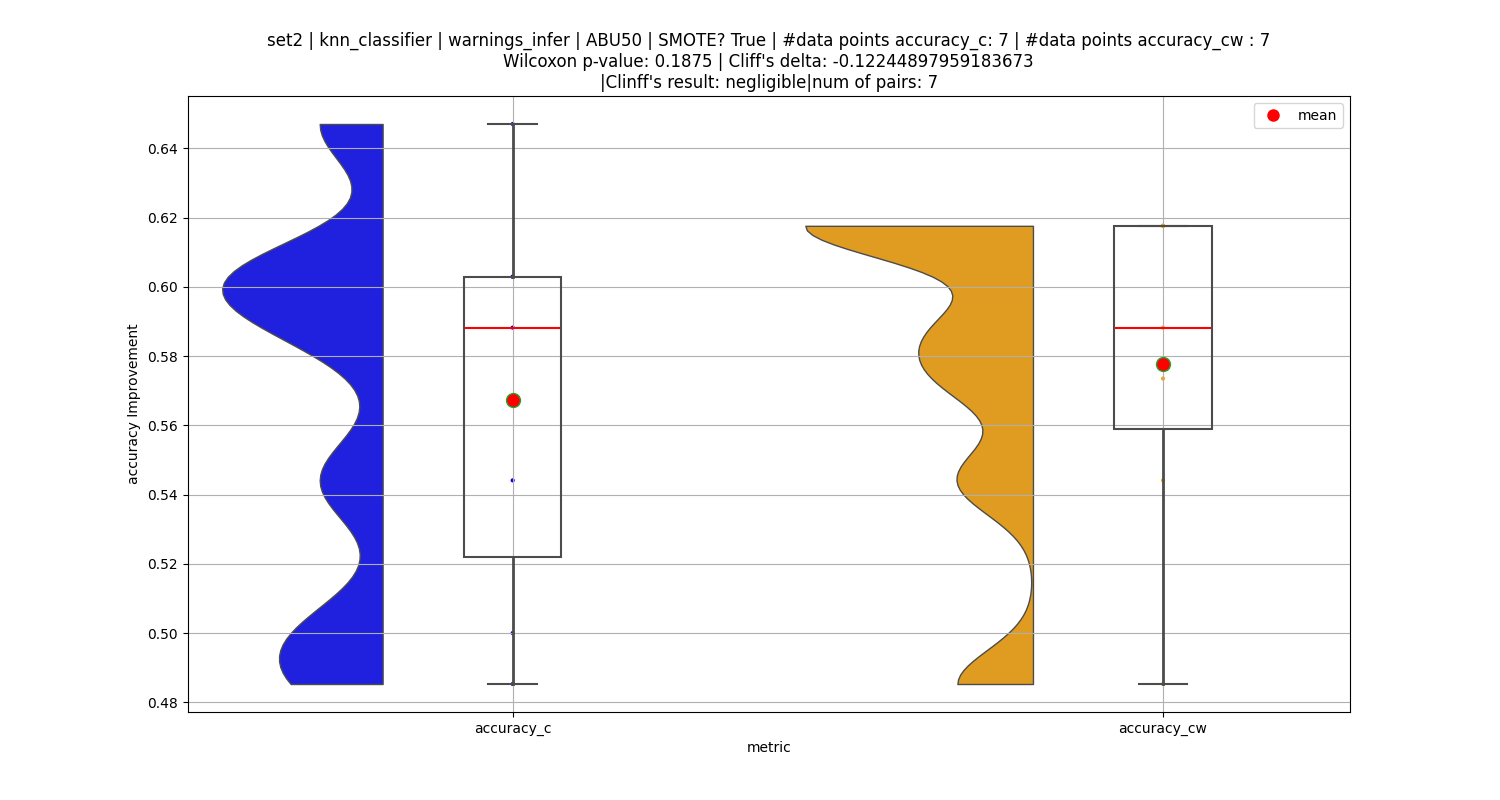 set2 | knn_classifier | warnings_infer | ABU50 | SMOTE? True | #data points accuracy_c: 7 | #data points accuracy_cw : 7
Wilcoxon p-value: 0.1875 | Cliff's delta: -0.12244897959183673
|Clinff's result: negligible|num of pairs: 7
mean
0.64
0.62
0.60
0.58
0.56
0.54
0.52
0.50
0.48
accuracy Improvement
accuracy_c
accuracy_cw
metric